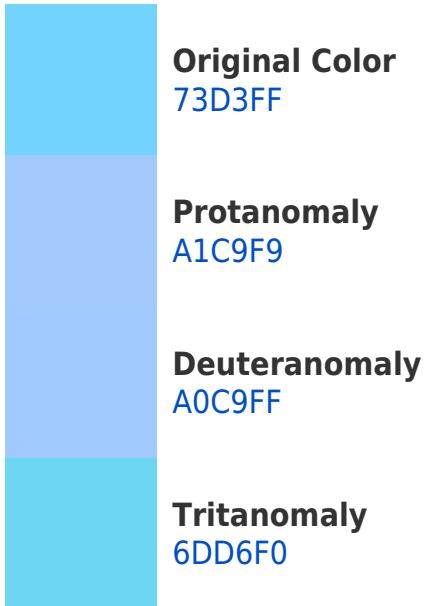 Original Color
73D3FF
Protanomaly
A1C9F9
Deuteranomaly
A0C9FF
Tritanomaly
6DD6F0